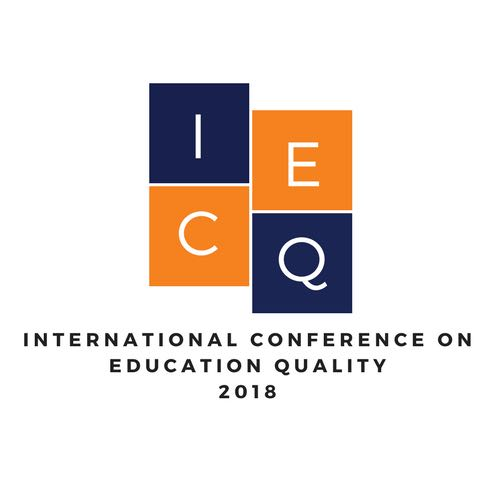 I E
C Q
INTERNATIONAL CONFERENCE ON
EDUCATION QUALITY
2018